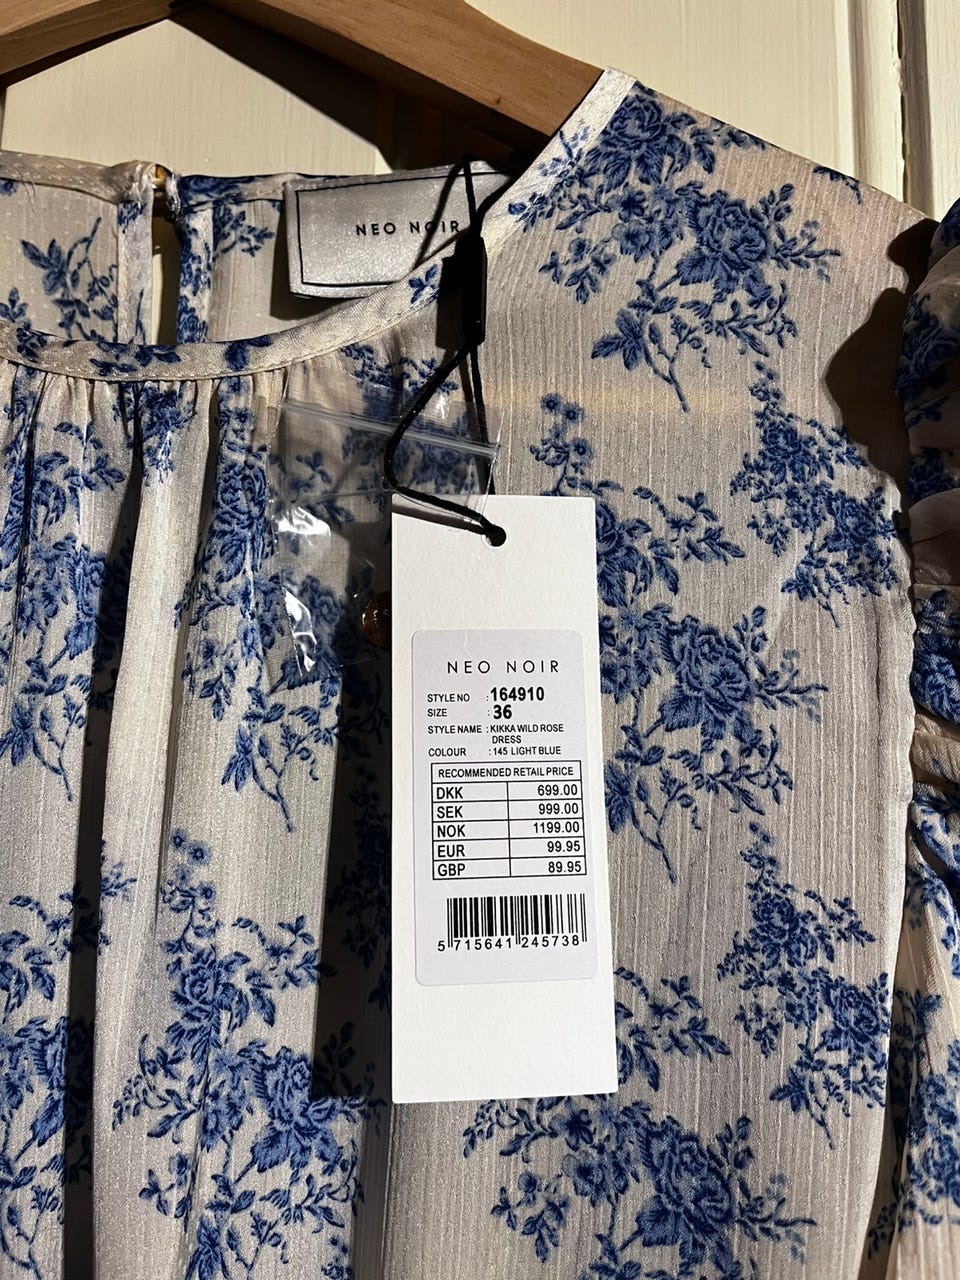 NEO NOIR
NEO NOIR
STYLE NO : 164910
SIZE : 36
STYLE NAME : KIKKA WILD ROSE
DRESS
COLOUR : 145 LIGHT BLUE
RECOMMENDED RETAIL PRICE
DKK 699.00
SEK 999.00
NOK 1199.00
EUR 99.95
GBP 89.95
5 715641 245738